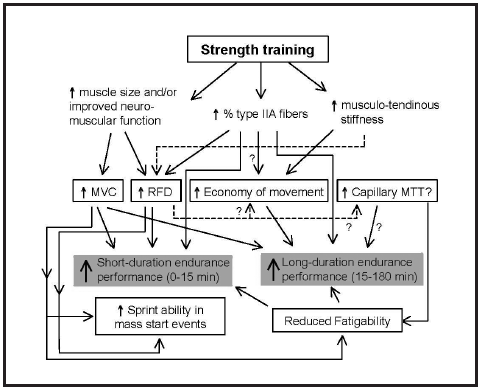 Strength training
↑ muscle size and/or
improved neuro-
muscular function
↑ % type IIA fibers
↑ musculo-tendinous
stiffness
?
↑ MVC
↑ RFD
↑ Economy of movement
↑ Capillary MTT?
?
?
?
↑ Short-duration endurance
performance (0-15 min)
↑ Long-duration endurance
performance (15-180 min)
↑ Sprint ability in
mass start events
Reduced Fatigability